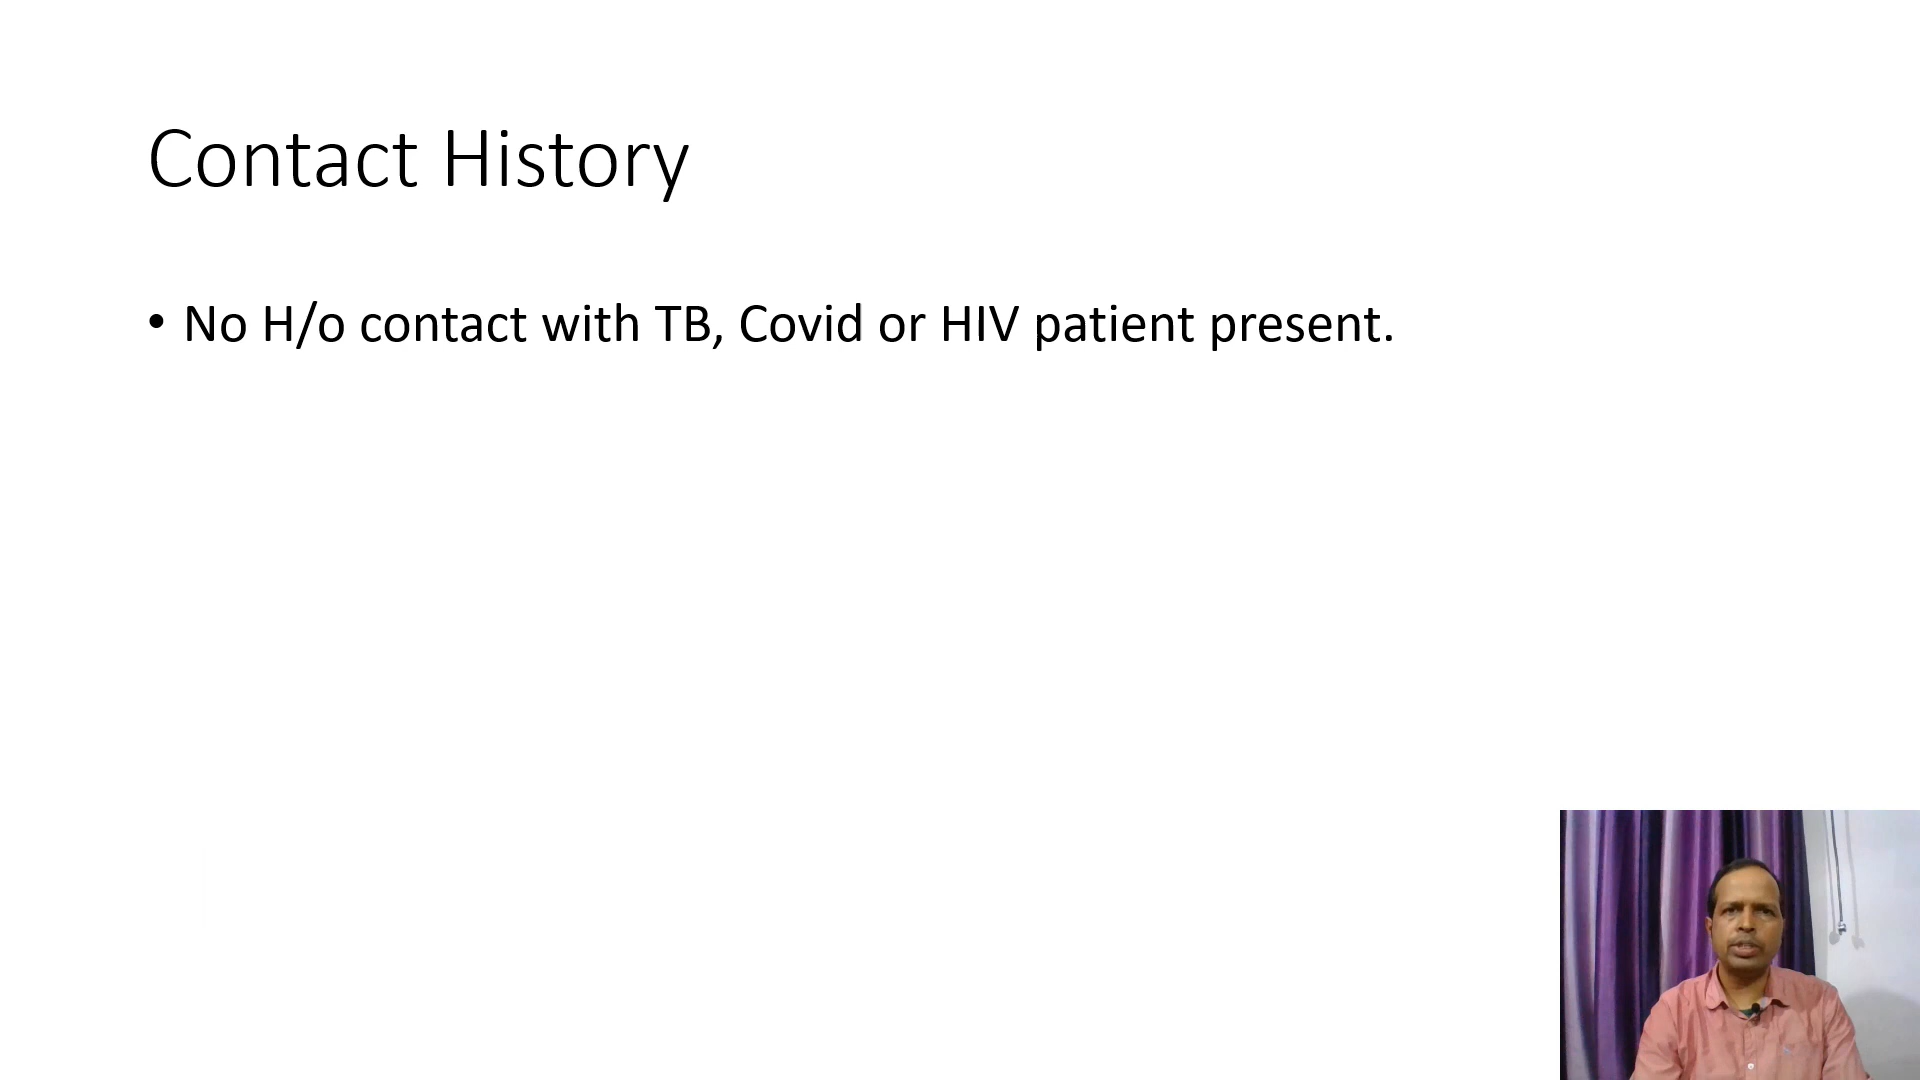 Contact History
• No H/o contact with TB, Covid or HIV patient present.